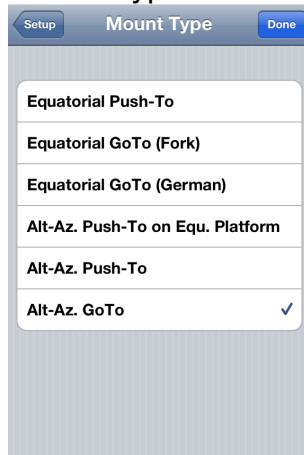 Setup
Mount Type
Done
Equatorial Push-To
Equatorial GoTo (Fork)
Equatorial GoTo (German)
Alt-Az. Push-To on Equ. Platform
Alt-Az. Push-To
Alt-Az. GoTo